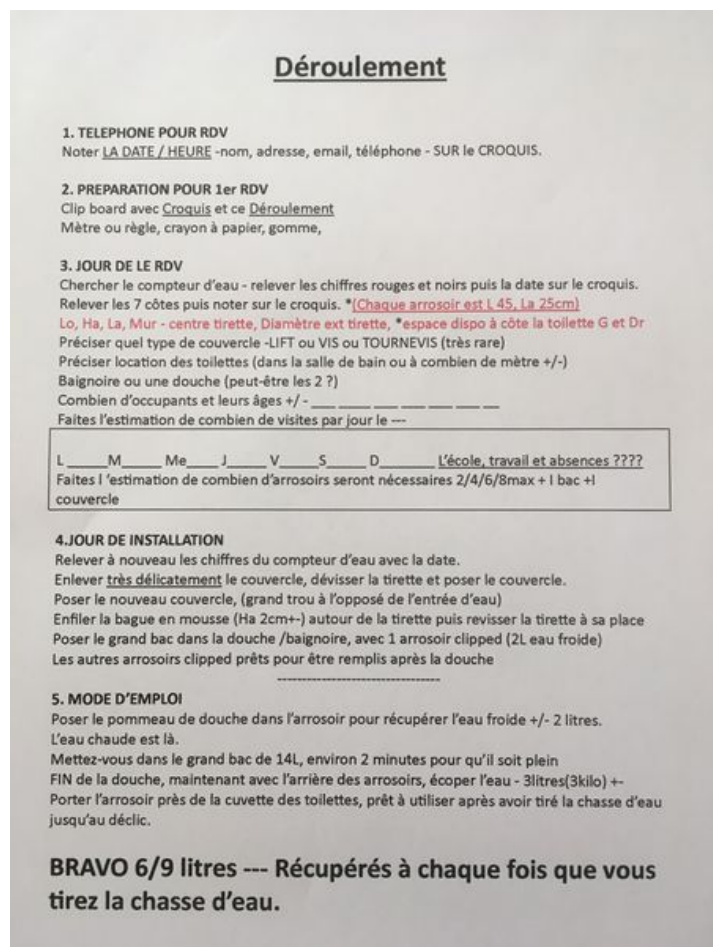 Déroulement
1. TELEPHONE POUR RDV
Noter LA DATE / HEURE -nom, adresse, email, téléphone - SUR le CROQUIS.
2. PREPARATION POUR 1er RDV
Clip board avec Croquis et ce Déroulement
Mètre ou règle, crayon à papier, gomme,
3. JOUR DE LE RDV
Chercher le compteur d'eau - relever les chiffres rouges et noirs puis la date sur le croquis.
Relever les 7 côtes puis noter sur le croquis. *(Chaque arrosoir est L 45, La 25cm)
Lo, Ha, La, Mur - centre tirette, Diamètre ext tirette, *espace dispo à côte la toilette G et Dr
Préciser quel type de couvercle -LIFT ou VIS ou TOURNEVIS (très rare)
Préciser location des toilettes (dans la salle de bain ou à combien de mètre +/-)
Baignoire ou une douche (peut-être les 2 ?)
Combien d'occupants et leurs âges +/ - ___ ___ ___ ___ ___ ___ ___
Faites l'estimation de combien de visites par jour le ---
L _____M_____ Me____ J_____ V_____S_____ D_______ L'école, travail et absences ????
Faites l 'estimation de combien d'arrosoirs seront nécessaires 2/4/6/8max + I bac +I
couvercle
4.JOUR DE INSTALLATION
Relever à nouveau les chiffres du compteur d'eau avec la date.
Enlever très délicatement le couvercle, dévisser la tirette et poser le couvercle.
Poser le nouveau couvercle, (grand trou à l'opposé de l'entrée d'eau)
Enfiler la bague en mousse (Ha 2cm+-) autour de la tirette puis revisser la tirette à sa place
Poser le grand bac dans la douche /baignoire, avec 1 arrosoir clipped (2L eau froide)
Les autres arrosoirs clipped prêts pour être remplis après la douche
--------------------------------
5. MODE D'EMPLOI
Poser le pommeau de douche dans l'arrosoir pour récupérer l'eau froide +/- 2 litres.
L'eau chaude est là.
Mettez-vous dans le grand bac de 14L, environ 2 minutes pour qu'il soit plein
FIN de la douche, maintenant avec l'arrière des arrosoirs, écoper l'eau - 3litres(3kilo) +-
Porter l'arrosoir près de la cuvette des toilettes, prêt à utiliser après avoir tiré la chasse d'eau
jusqu'au déclic.
BRAVO 6/9 litres --- Récupérés à chaque fois que vous
tirez la chasse d'eau.